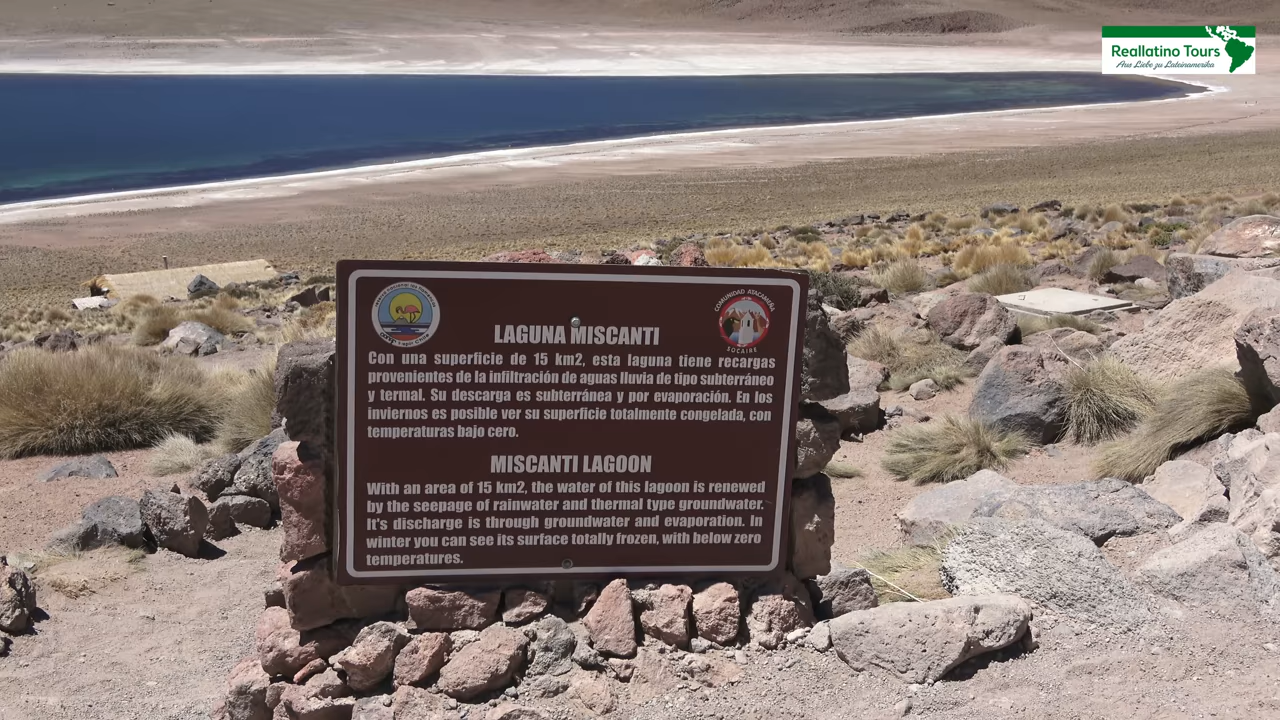 Reallatino Tours
Aus Liebe zu Lateinamerika
COMUNIDAD ATACAMEÑA
SOCAIRE
LAGUNA MISCANTI
Con una superficie de 15 km2, esta laguna tiene recargas
provenientes de la infiltración de aguas lluvia de tipo subterráneo
y termal. Su descarga es subterránea y por evaporación. En los
inviernos es posible ver su superficie totalmente congelada, con
temperaturas bajo cero.
MISCANTI LAGOON
With an area of 15 km2, the water of this lagoon is renewed
by the seepage of rainwater and thermal type groundwater.
It's discharge is through groundwater and evaporation. In
winter you can see its surface totally frozen, with below zero
temperatures.